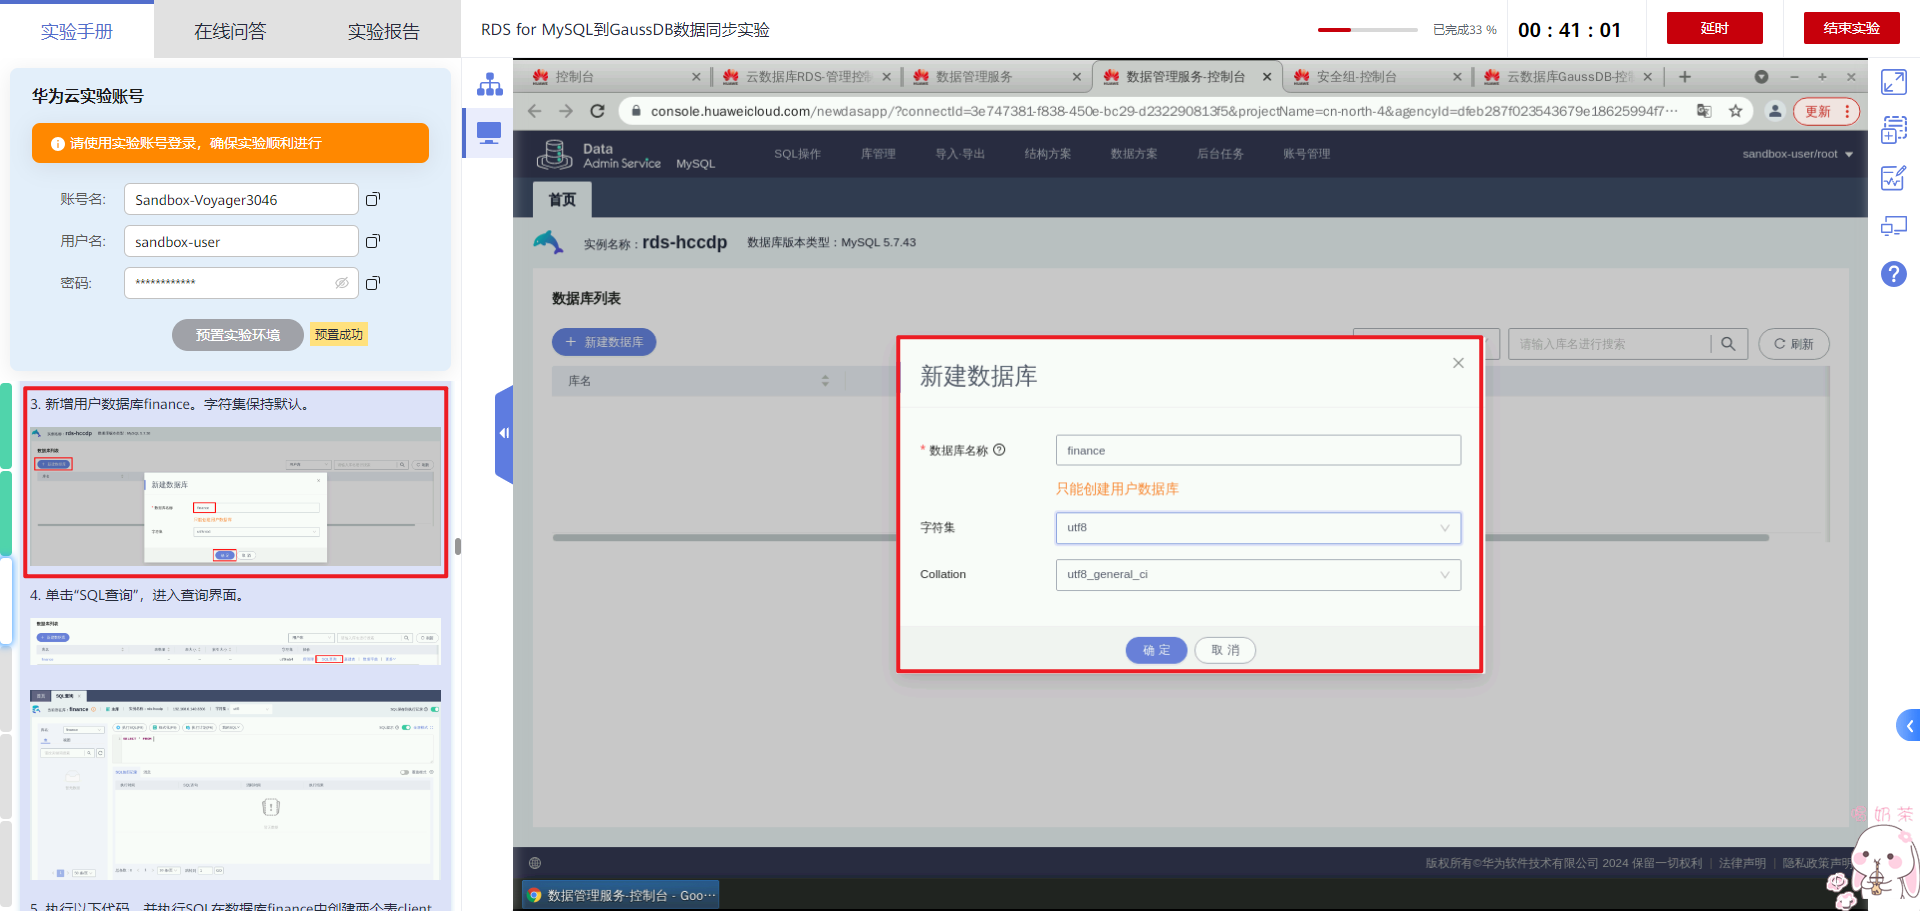 实验手册
在线问答
实验报告
RDS for MySQL到GaussDB数据同步实验
已完成33 %
00 : 41 : 01
延时
结束实验
华为云实验账号
请使用实验账号登录，确保实验顺利进行
账号名:
Sandbox-Voyager3046
用户名:
sandbox-user
密码:
************
预置实验环境
预置成功
3. 新增用户数据库finance。字符集保持默认。
4. 单击“SQL查询”，进入查询界面。
5. 执行以下代码，并执行SQL在数据库finance中创建两个表client
控制台
云数据库RDS-管理控制
数据管理服务
数据管理服务-控制台
安全组-控制台
云数据库GaussDB-控
console.huaweicloud.com/newdasapp/?connectId=3e747381-f838-450e-bc29-d232290813f5&projectName=cn-north-4&agencyId=dfeb287f023543679e18625994f7···
更新
Data
Admin Service
MySQL
SQL操作
库管理
导入·导出
结构方案
数据方案
后台任务
账号管理
sandbox-user/root
首页
实例名称：rds-hccdp
数据库版本类型：MySQL 5.7.43
数据库列表
新建数据库
请输入库名进行搜索
刷新
库名
新建数据库
* 数据库名称
finance
只能创建用户数据库
字符集
utf8
Collation
utf8_general_ci
确 定
取 消
版权所有©华为软件技术有限公司 2024 保留一切权利
法律声明
隐私政策声明
数据管理服务-控制台 - Goo···
奶茶